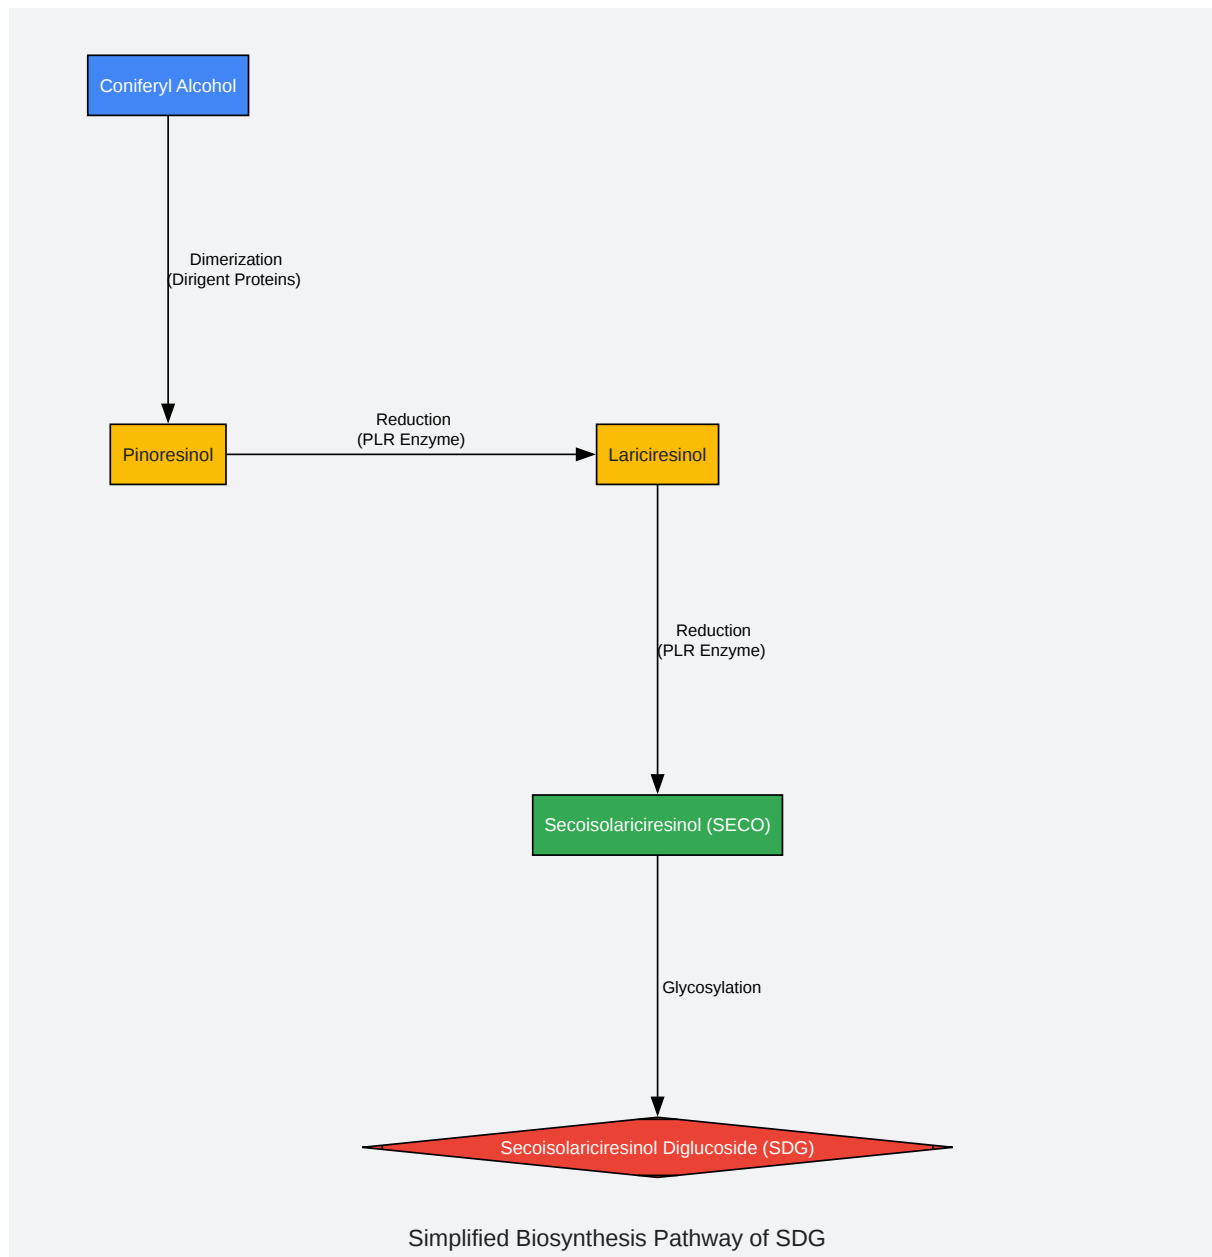 Coniferyl Alcohol
Dimerization
(Dirigent Proteins)
Pinoresinol
Reduction
(PLR Enzyme)
Lariciresinol
Reduction
(PLR Enzyme)
Secoisolariciresinol (SECO)
Glycosylation
Secoisolariciresinol Diglucoside (SDG)
Simplified Biosynthesis Pathway of SDG